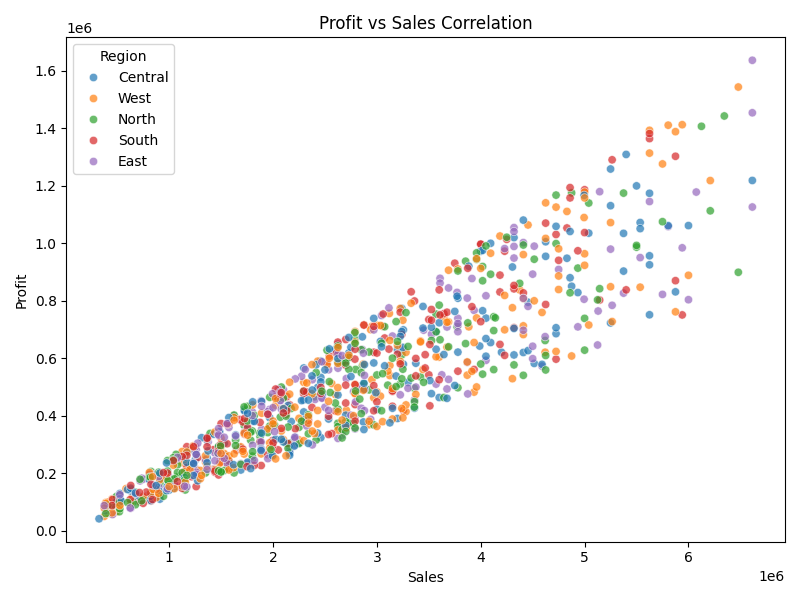 Profit vs Sales Correlation
1e6
Region
Central
West
North
South
East
1.6
1.4
1.2
1.0
0.8
0.6
0.4
0.2
0.0
Profit
1 2 3 4 5 6
1e6
Sales